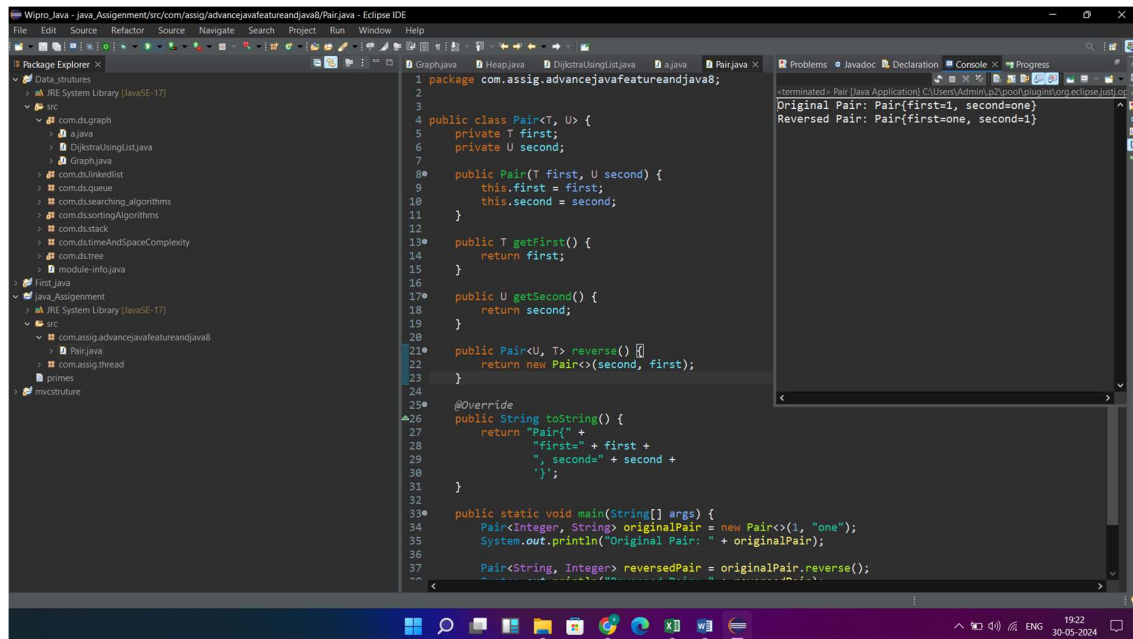 Wipro_Java - java_Assigenment/src/com/assig/advancejavafeatureandjava8/Pair.java - Eclipse IDE
File Edit Source Refactor Source Navigate Search Project Run Window Help
Package Explorer
Data_strutures
JRE System Library [JavaSE-17]
src
com.ds.graph
a.java
DijkstraUsingList.java
Graph.java
com.ds.linkedlist
com.ds.queue
com.ds.searching_algorithms
com.ds.sortingAlgorithms
com.ds.stack
com.ds.timeAndSpaceComplexity
com.ds.tree
module-info.java
First_java
java_Assigenment
JRE System Library [JavaSE-17]
src
com.assig.advancejavafeatureandjava8
Pair.java
com.assig.thread
primes
mvcstruture
Graph.java Heap.java DijkstraUsingList.java a.java Pair.java
1 package com.assig.advancejavafeatureandjava8;
2
3
4 public class Pair<T, U> {
5 private T first;
6 private U second;
7
8 public Pair(T first, U second) {
9 this.first = first;
10 this.second = second;
11 }
12
13 public T getFirst() {
14 return first;
15 }
16
17 public U getSecond() {
18 return second;
19 }
20
21 public Pair<U, T> reverse() {
22 return new Pair<>(second, first);
23 }
24
25 @Override
26 public String toString() {
27 return "Pair{" +
28 "first=" + first +
29 ", second=" + second +
30 '}';
31 }
32
33 public static void main(String[] args) {
34 Pair<Integer, String> originalPair = new Pair<>(1, "one");
35 System.out.println("Original Pair: " + originalPair);
36
37 Pair<String, Integer> reversedPair = originalPair.reverse();
Problems Javadoc Declaration Console Progress
<terminated> Pair [Java Application] C:\Users\Admin\.p2\pool\plugins\org.eclipse.justj.op
Original Pair: Pair{first=1, second=one}
Reversed Pair: Pair{first=one, second=1}
ENG
19:22
30-05-2024